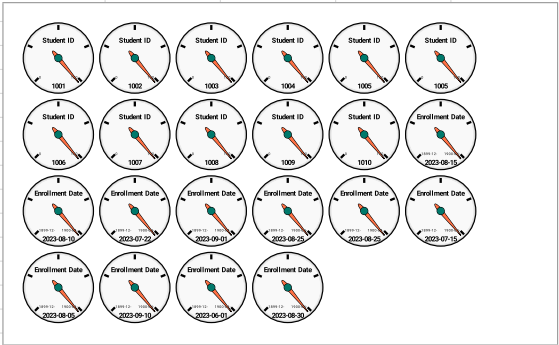 Student ID
1001
Student ID
1002
Student ID
1003
Student ID
1004
Student ID
1005
Student ID
1005
Student ID
1006
Student ID
1007
Student ID
1008
Student ID
1009
Student ID
1010
Enrollment Date
2023-08-15
Enrollment Date
2023-08-10
Enrollment Date
2023-07-22
Enrollment Date
2023-09-01
Enrollment Date
2023-08-25
Enrollment Date
2023-08-25
Enrollment Date
2023-07-15
Enrollment Date
2023-08-05
Enrollment Date
2023-09-10
Enrollment Date
2023-06-01
Enrollment Date
2023-08-30